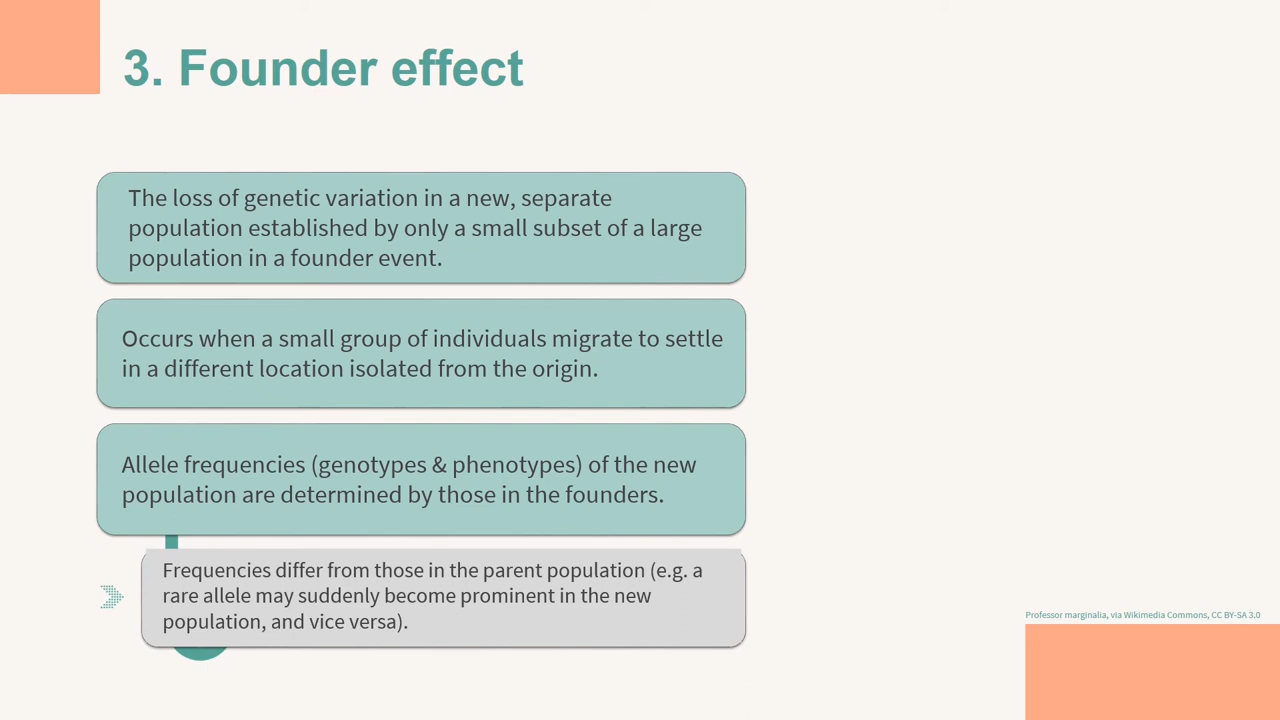 3. Founder effect
The loss of genetic variation in a new, separate
population established by only a small subset of a large
population in a founder event.
Occurs when a small group of individuals migrate to settle
in a different location isolated from the origin.
Allele frequencies (genotypes & phenotypes) of the new
population are determined by those in the founders.
Frequencies differ from those in the parent population (e.g. a
rare allele may suddenly become prominent in the new
population, and vice versa).
Professor marginalia, via Wikimedia Commons, CC BY-SA 3.0